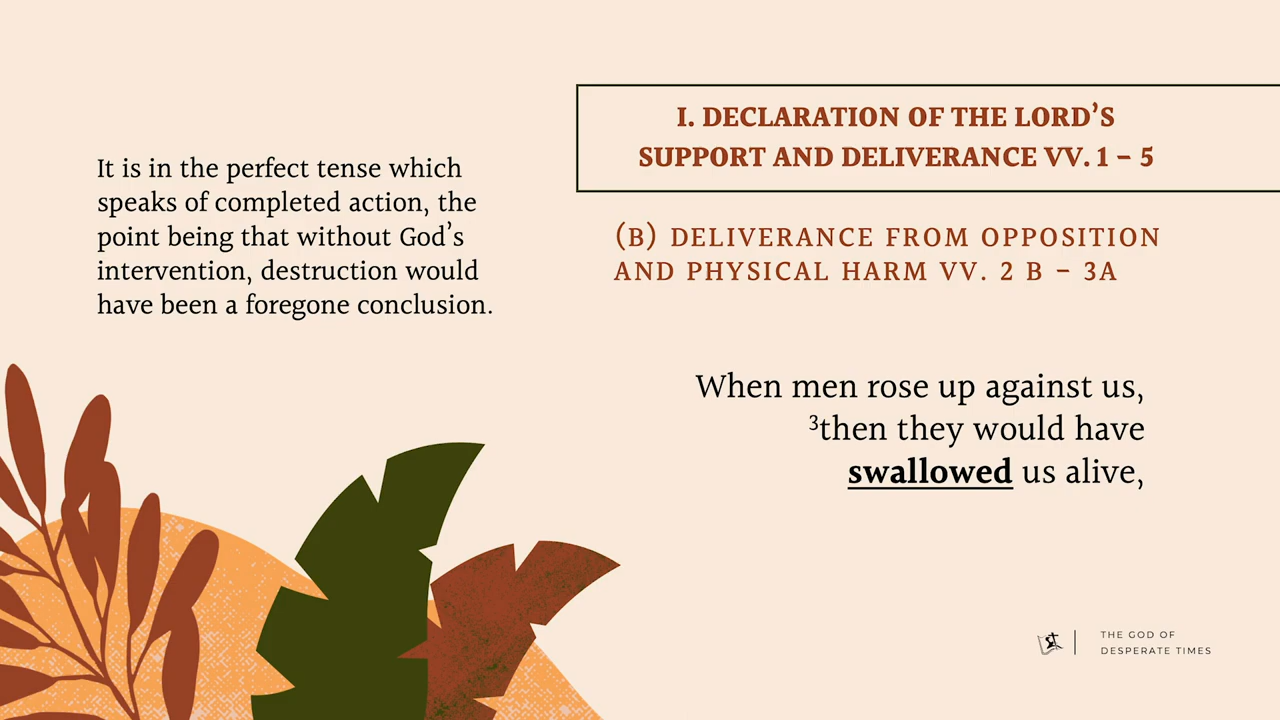 It is in the perfect tense which
speaks of completed action, the
point being that without God’s
intervention, destruction would
have been a foregone conclusion.
I. DECLARATION OF THE LORD’S
SUPPORT AND DELIVERANCE VV. 1 – 5
(B) DELIVERANCE FROM OPPOSITION
AND PHYSICAL HARM VV. 2 B – 3A
When men rose up against us,
³then they would have
swallowed us alive,
THE GOD OF
DESPERATE TIMES